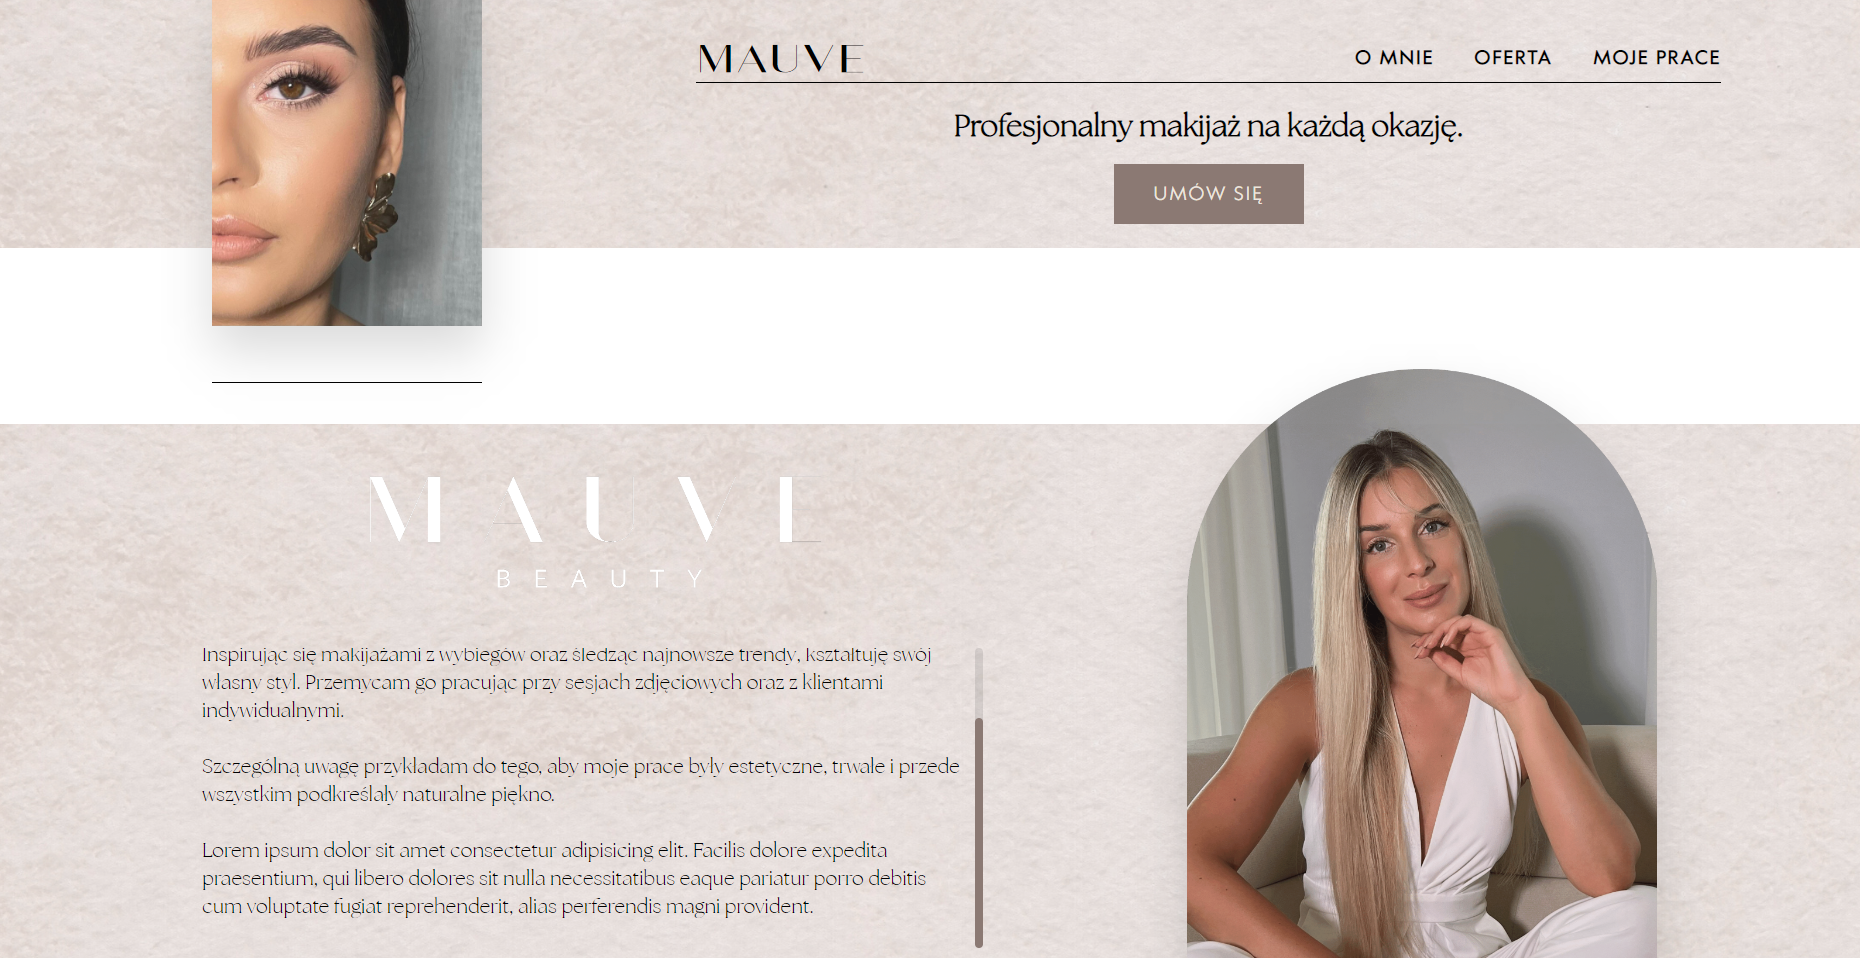 MAUVE
O MNIE OFERTA MOJE PRACE
Profesjonalny makijaż na każdą okazję.
UMÓW SIĘ
MAUVE
BEAUTY
Inspirując się makijażami z wybiegów oraz śledząc najnowsze trendy, kształtuję swój
własny styl. Przemycam go pracując przy sesjach zdjęciowych oraz z klientami
indywidualnymi.
Szczególną uwagę przykładam do tego, aby moje prace były estetyczne, trwałe i przede
wszystkim podkreślały naturalne piękno.
Lorem ipsum dolor sit amet consectetur adipisicing elit. Facilis dolore expedita
praesentium, qui libero dolores sit nulla necessitatibus eaque pariatur porro debitis
cum voluptate fugiat reprehenderit, alias perferendis magni provident.